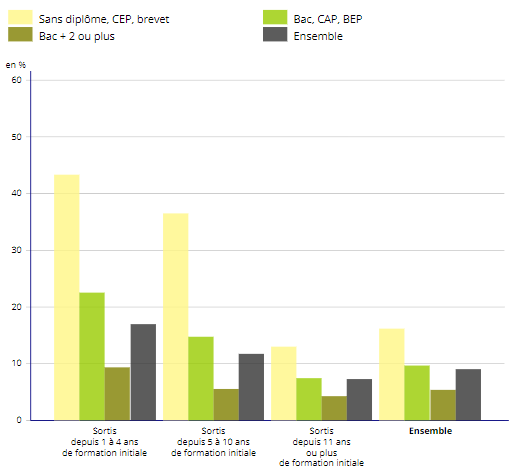 Sans diplôme, CEP, brevet
Bac, CAP, BEP
Bac + 2 ou plus
Ensemble
en %
60
50
40
30
20
10
0
Sortis
depuis 1 à 4 ans
de formation initiale
Sortis
depuis 5 à 10 ans
de formation initiale
Sortis
depuis 11 ans
ou plus
de formation initiale
Ensemble